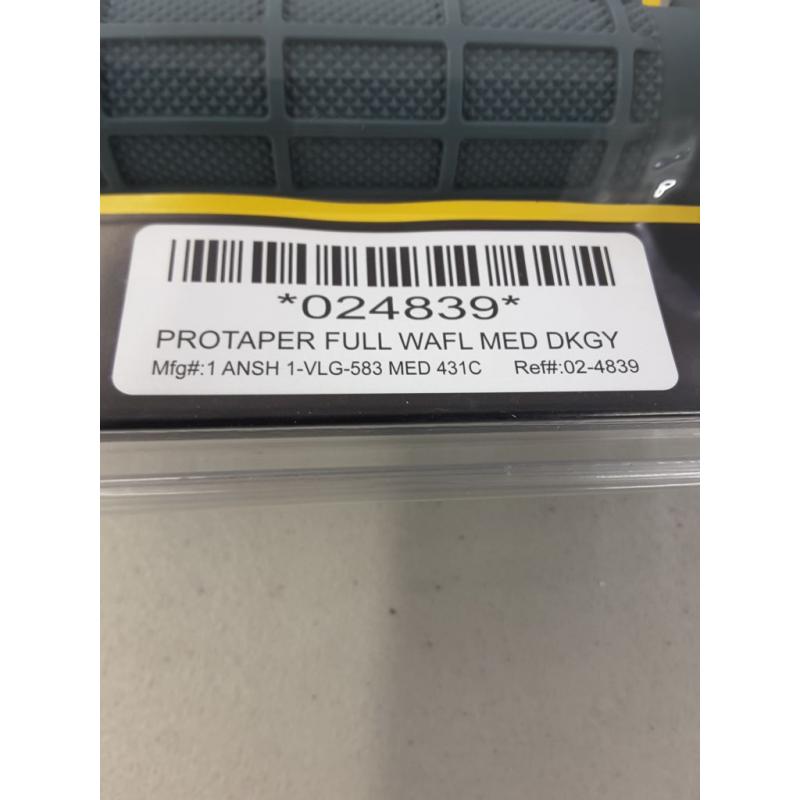 *024839*
PROTAPER FULL WAFL MED DKGY
Mfg#:1 ANSH 1-VLG-583 MED 431C Ref#:02-4839